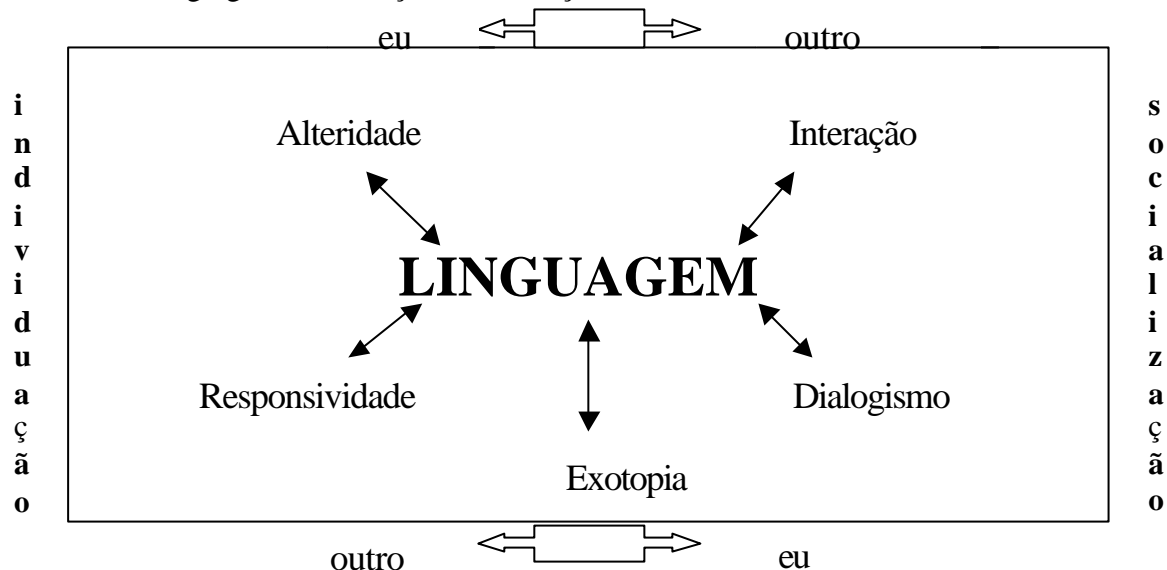 eu outro
individuação
socialização
Alteridade Interação
LINGUAGEM
Responsividade Dialogismo
Exotopia
outro eu